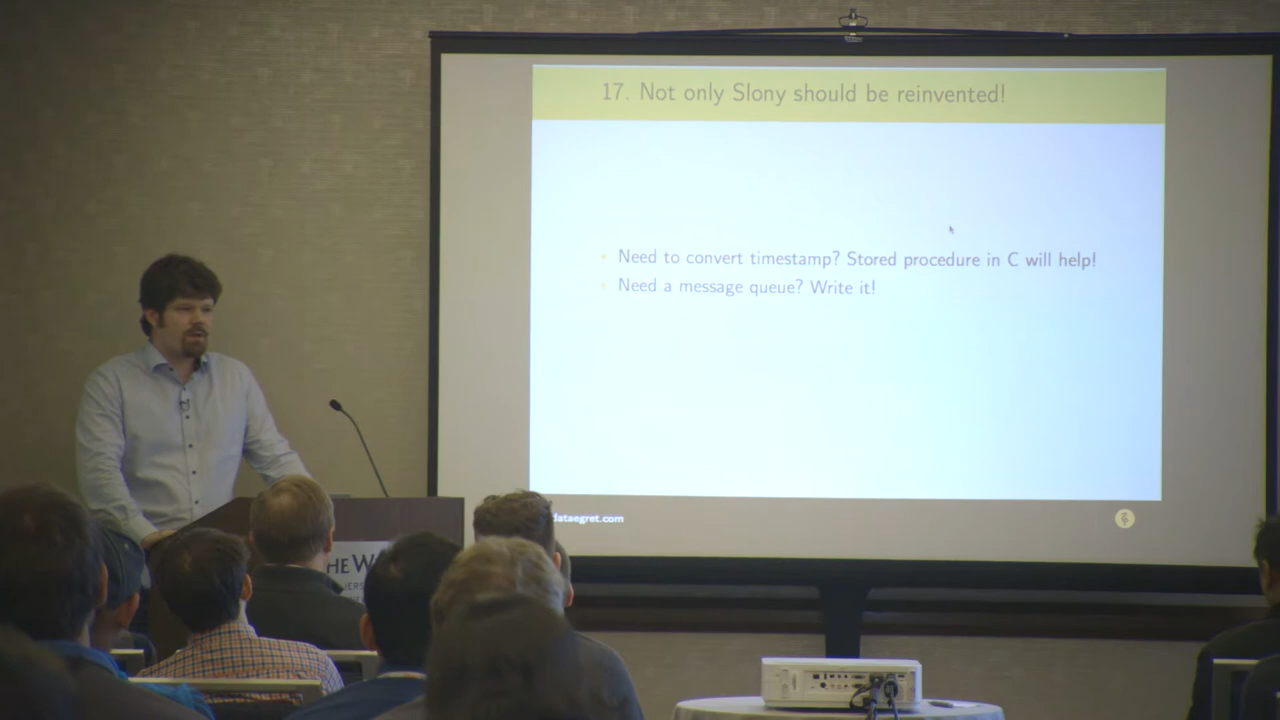 17. Not only Slony should be reinvented!
Need to convert timestamp? Stored procedure in C will help!
Need a message queue? Write it!
dataegret.com
HE W